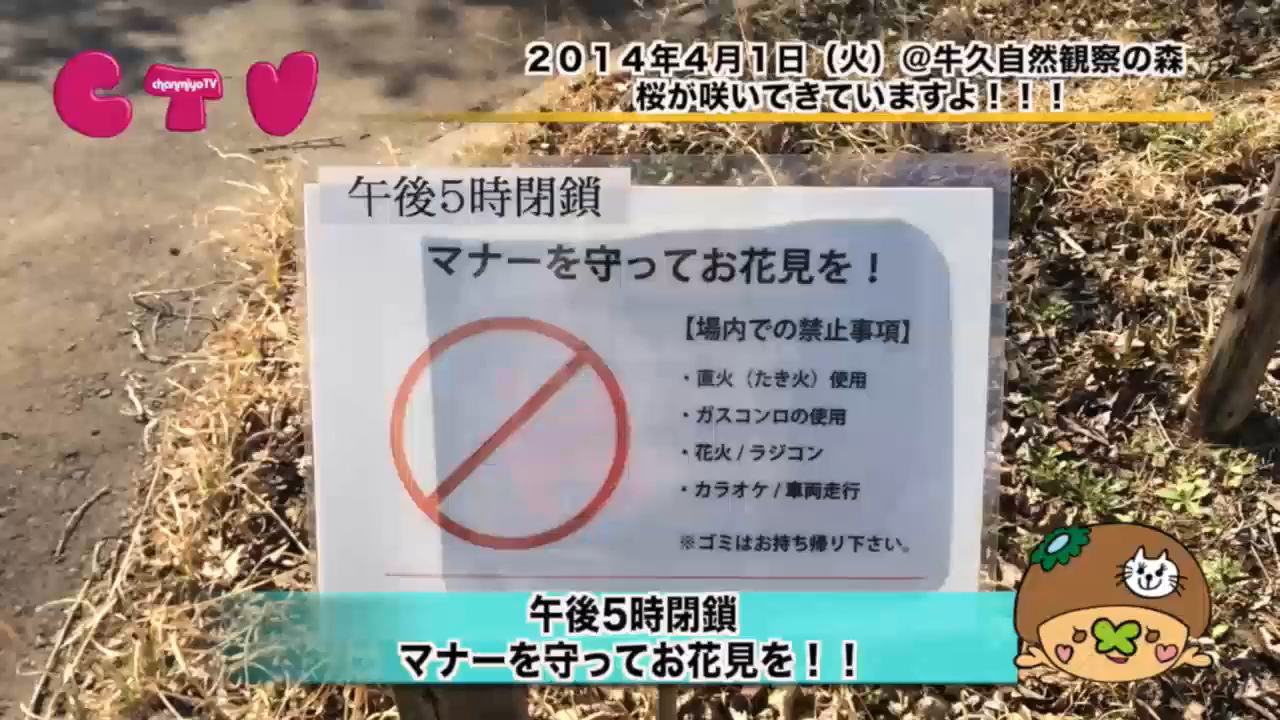 CTV
chanmiyoTV
2014年4月1日（火）@牛久自然観察の森
桜が咲いてきていますよ！！！
午後5時閉鎖
マナーを守ってお花見を！
【場内での禁止事項】
・直火（たき火）使用
・ガスコンロの使用
・花火 / ラジコン
・カラオケ / 車両走行
※ゴミはお持ち帰り下さい。
午後5時閉鎖
マナーを守ってお花見を！！